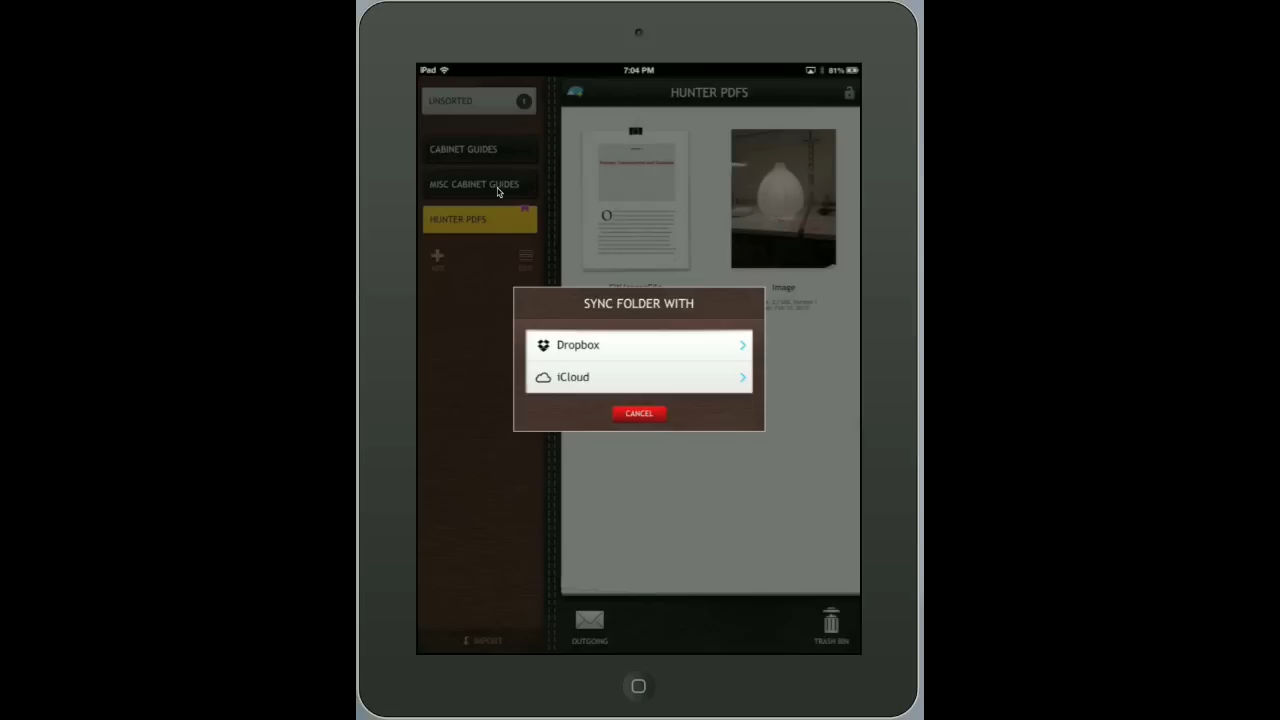 iPad
7:04 PM
81%
UNSORTED
1
HUNTER PDFS
CABINET GUIDES
MISC CABINET GUIDES
HUNTER PDFS
Image
SYNC FOLDER WITH
Dropbox
iCloud
CANCEL
IMPORT
OUTGOING
TRASH BIN